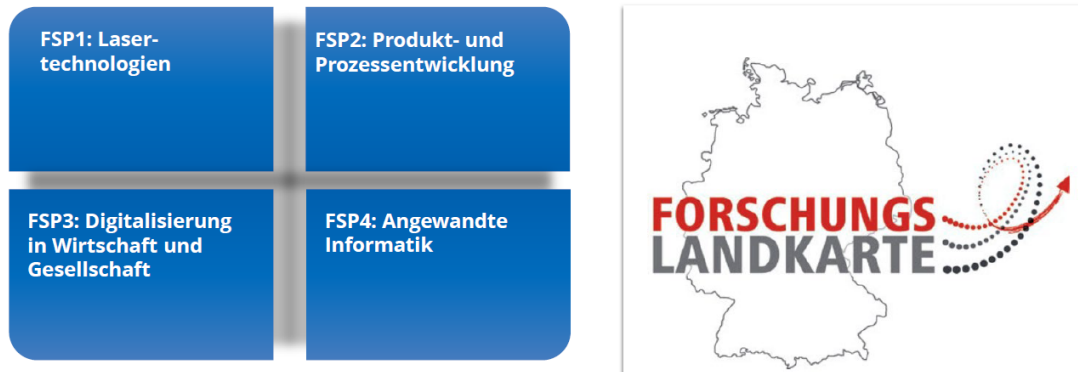 FSP1: Laser-
technologien
FSP2: Produkt- und
Prozessentwicklung
FSP3: Digitalisierung
in Wirtschaft und
Gesellschaft
FSP4: Angewandte
Informatik
FORSCHUNGS
LANDKARTE